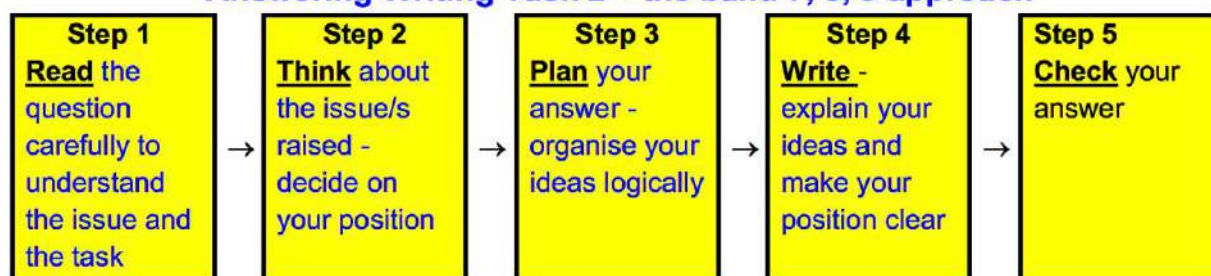 Step 1
Read the
question
carefully to
understand
the issue and
the task
→
Step 2
Think about
the issue/s
raised -
decide on
your position
→
Step 3
Plan your
answer -
organise your
ideas logically
→
Step 4
Write -
explain your
ideas and
make your
position clear
→
Step 5
Check your
answer